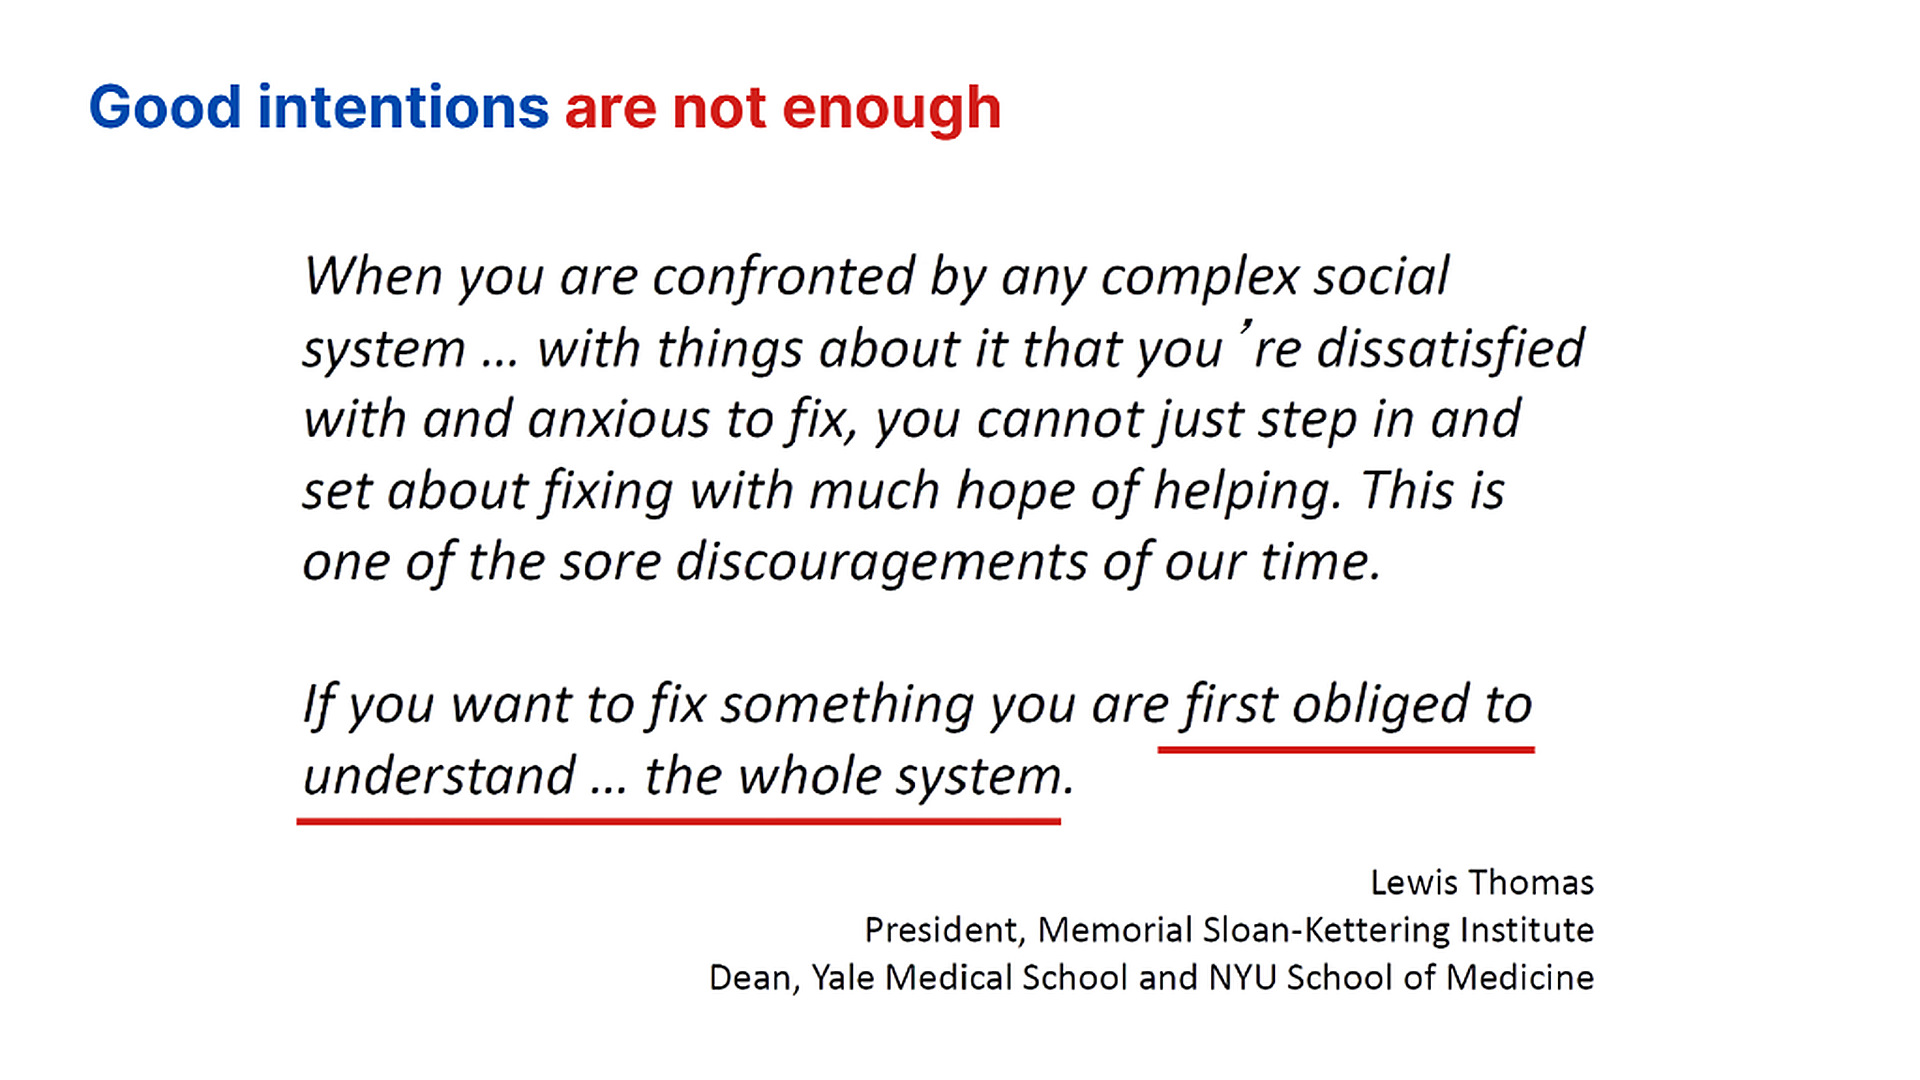 Good intentions are not enough
When you are confronted by any complex social
system … with things about it that you’re dissatisfied
with and anxious to fix, you cannot just step in and
set about fixing with much hope of helping. This is
one of the sore discouragements of our time.
If you want to fix something you are first obliged to
understand … the whole system.
Lewis Thomas
President, Memorial Sloan-Kettering Institute
Dean, Yale Medical School and NYU School of Medicine